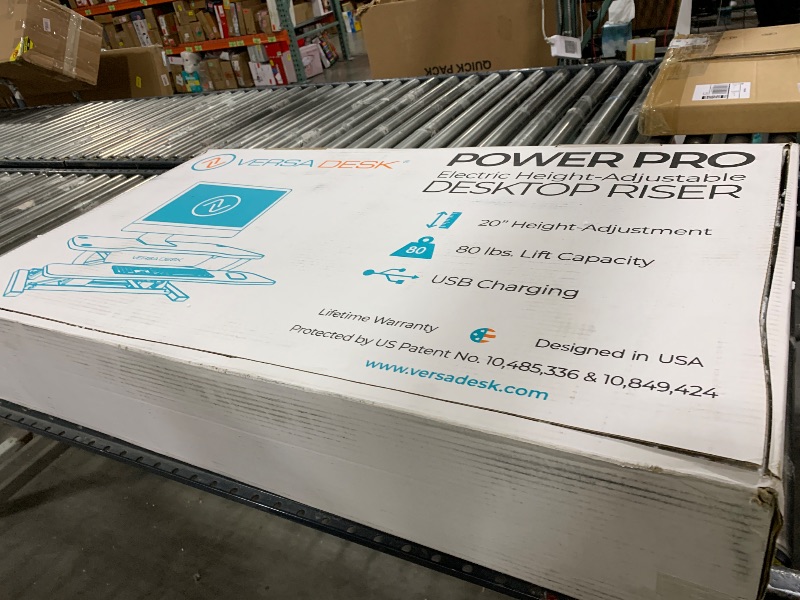 QUICK PACK
VERSA DESK®
POWER PRO
Electric Height-Adjustable
DESKTOP RISER
20" Height-Adjustment
80
80 lbs. Lift Capacity
USB Charging
VERSA DESK
Lifetime Warranty
Designed in USA
Protected by US Patent No. 10,485,336 & 10,849,424
www.versadesk.com